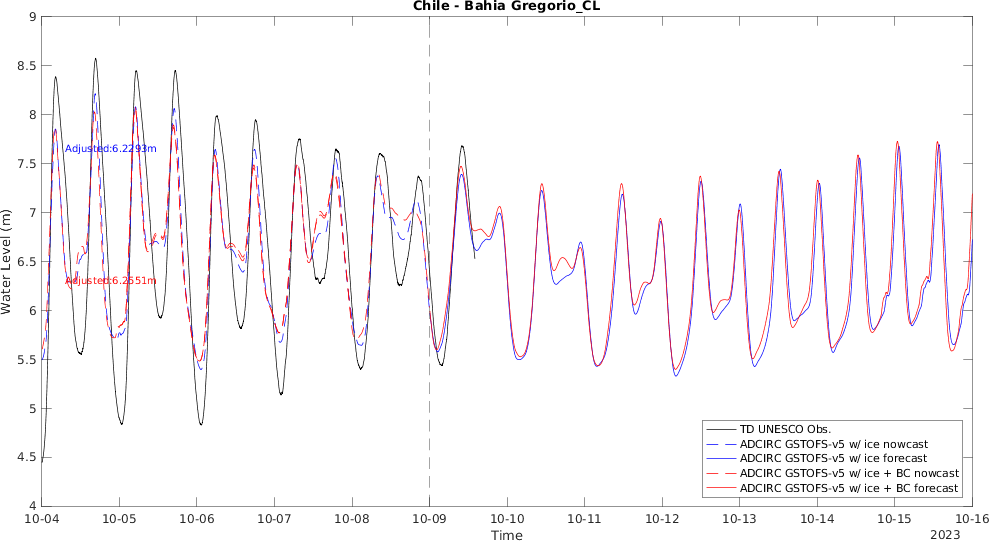 Chile - Bahia Gregorio_CL
9
8.5
8
7.5
7
6.5
6
5.5
5
4.5
4
Water Level (m)
Adjusted:6.2293m
Adjusted:6.2551m
TD UNESCO Obs.
ADCIRC GSTOFS-v5 w/ ice nowcast
ADCIRC GSTOFS-v5 w/ ice forecast
ADCIRC GSTOFS-v5 w/ ice + BC nowcast
ADCIRC GSTOFS-v5 w/ ice + BC forecast
10-04 10-05 10-06 10-07 10-08 10-09 10-10 10-11 10-12 10-13 10-14 10-15 10-16
Time
2023